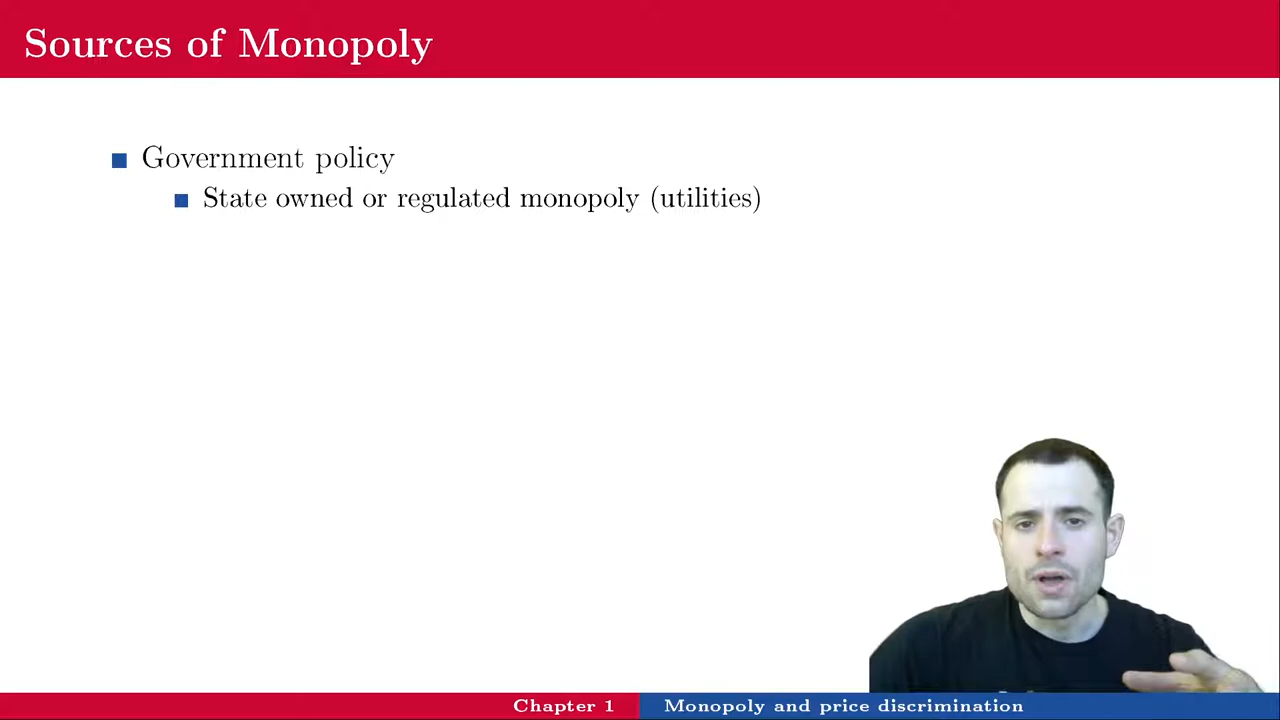 Sources of Monopoly
Government policy
State owned or regulated monopoly (utilities)
Chapter 1
Monopoly and price discrimination